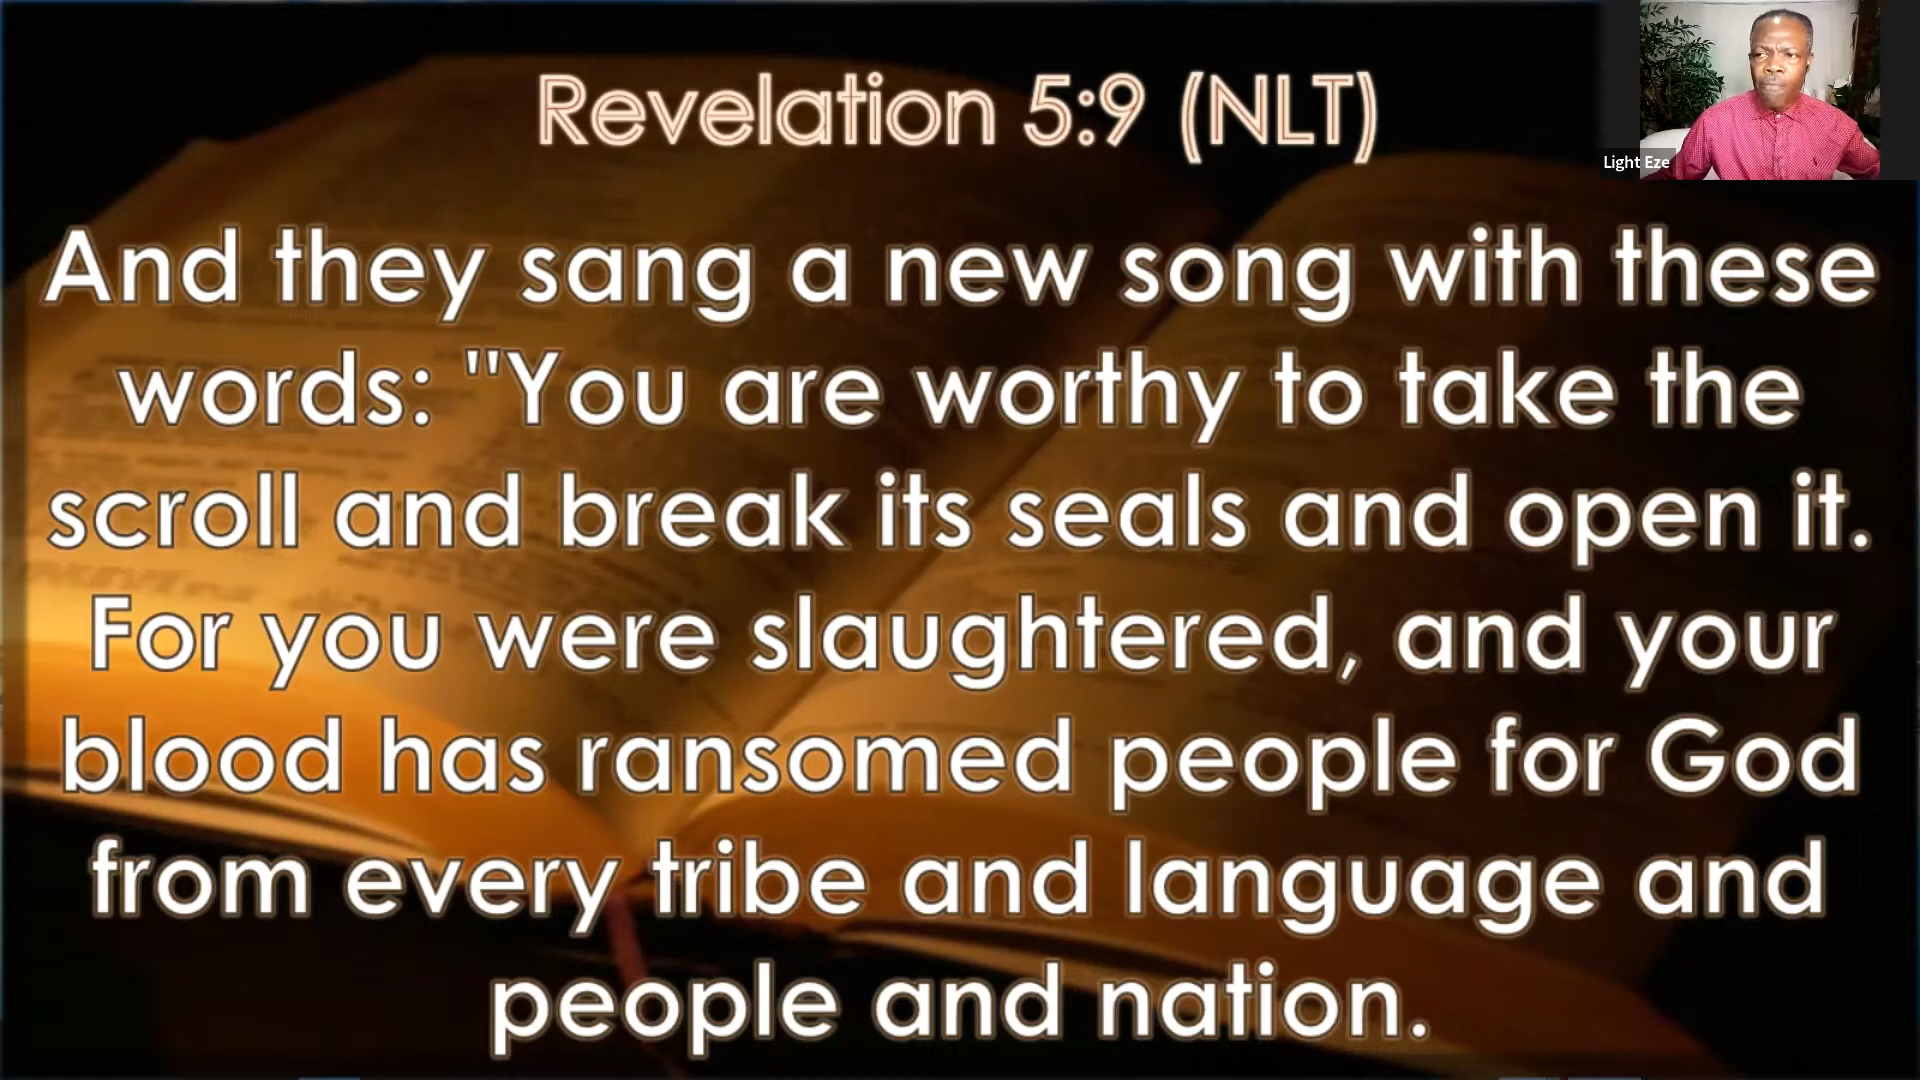 Revelation 5:9 (NLT)
Light Eze
And they sang a new song with these
words: "You are worthy to take the
scroll and break its seals and open it.
For you were slaughtered, and your
blood has ransomed people for God
from every tribe and language and
people and nation.